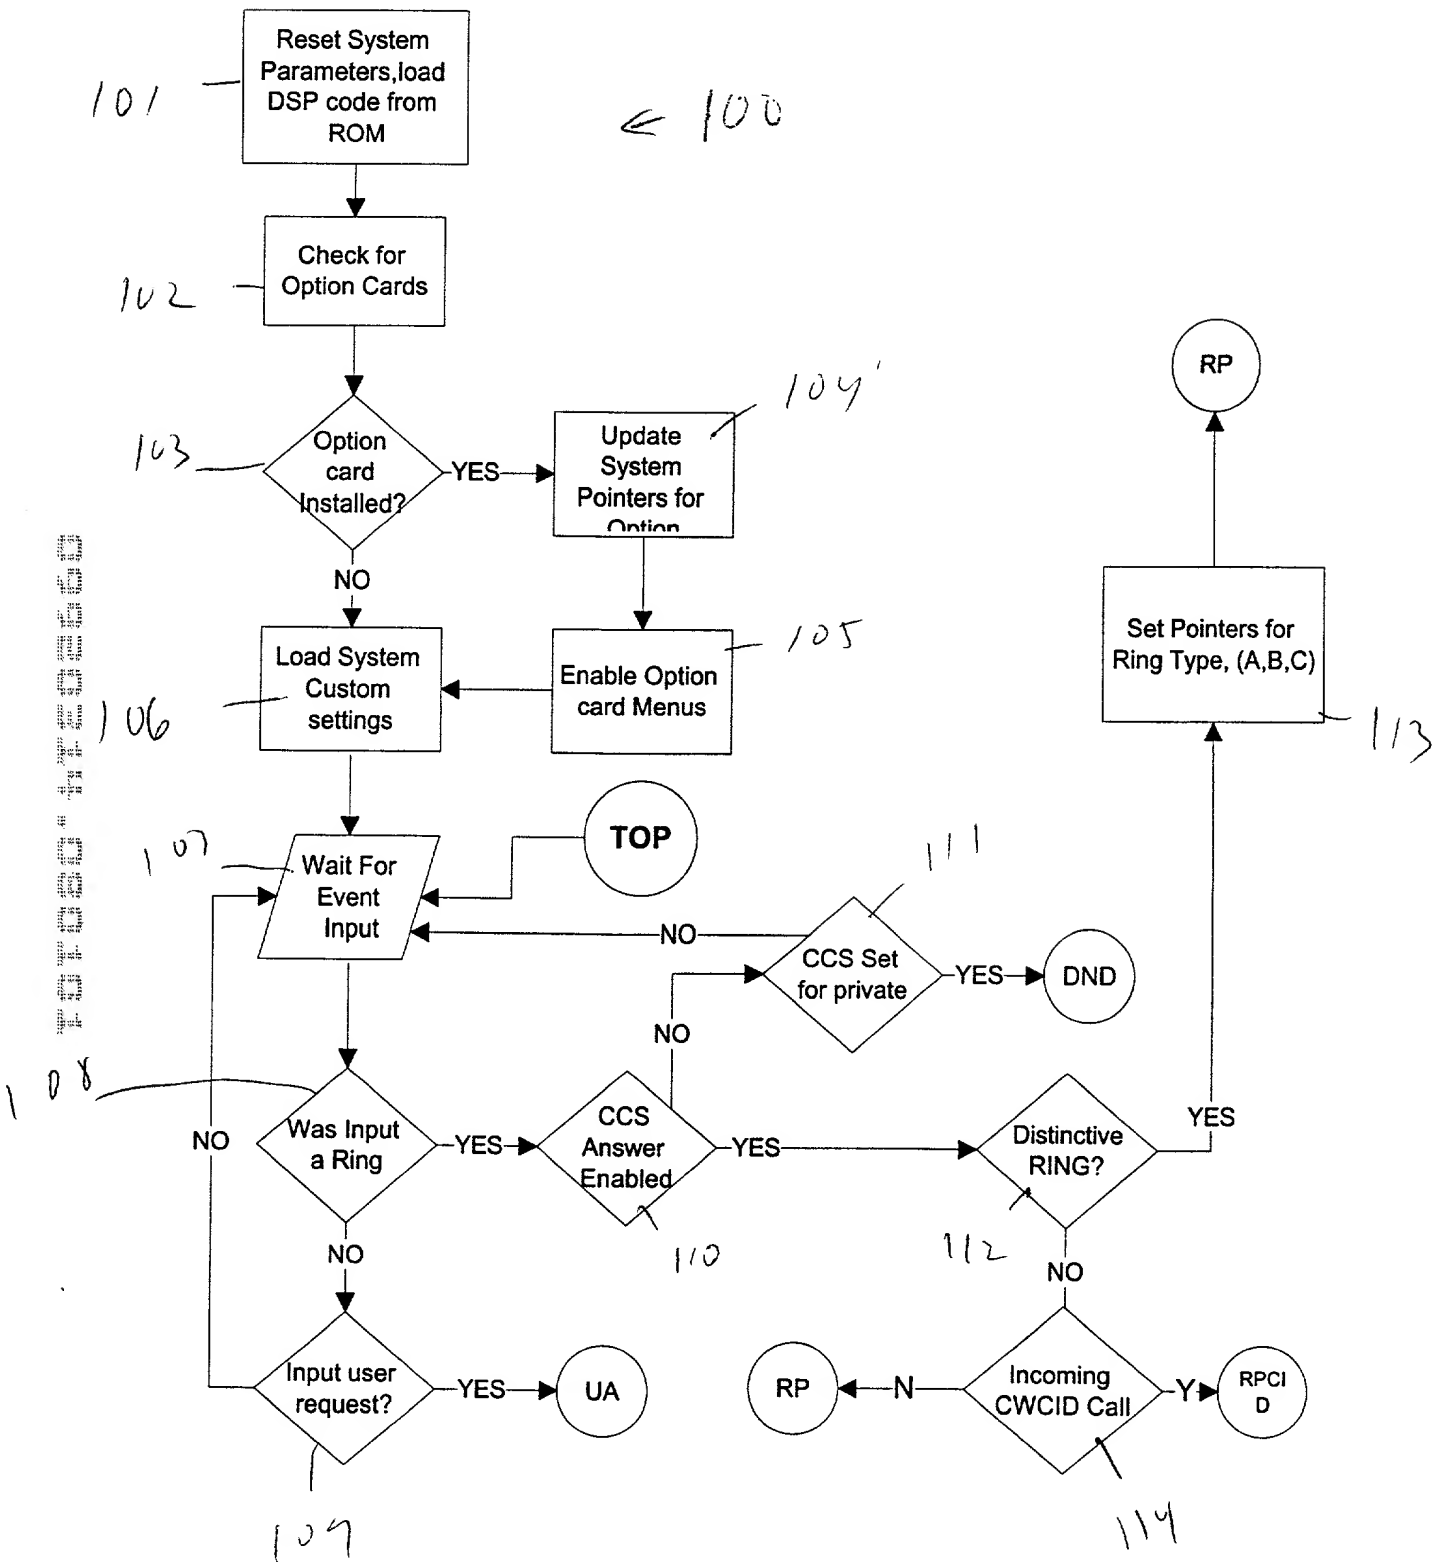 Reset System
Parameters,load
DSP code from
ROM
101
← 100
Check for
Option Cards
102
RP
104'
Option
card
Installed?
103
YES
Update
System
Pointers for
Option
NO
Load System
Custom
settings
106
Enable Option
card Menus
105
Set Pointers for
Ring Type, (A,B,C)
113
TOP
107
Wait For
Event
Input
111
NO
CCS Set
for private
YES
DND
NO
108
Was Input
a Ring
YES
CCS
Answer
Enabled
YES
Distinctive
RING?
YES
NO
110
112
NO
NO
Input user
request?
YES
UA
RP
N
Incoming
CWCID Call
Y
RPCI
D
109
114